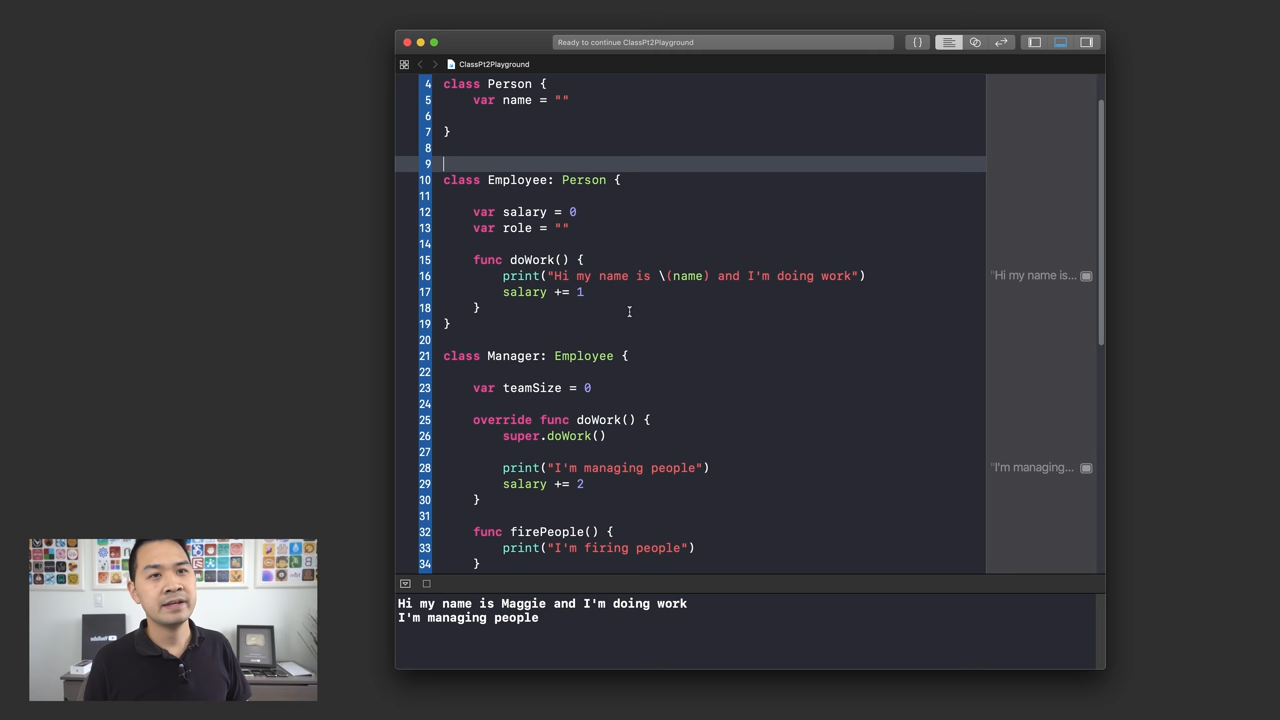 Ready to continue ClassPt2Playground
{ }
ClassPt2Playground
4 class Person {
5 var name = ""
6
7 }
8
9
10 class Employee: Person {
11
12 var salary = 0
13 var role = ""
14
15 func doWork() {
16 print("Hi my name is \(name) and I'm doing work")
"Hi my name is...
17 salary += 1
18 }
19 }
20
21 class Manager: Employee {
22
23 var teamSize = 0
24
25 override func doWork() {
26 super.doWork()
27
28 print("I'm managing people")
"I'm managing...
29 salary += 2
30 }
31
32 func firePeople() {
33 print("I'm firing people")
34 }
Hi my name is Maggie and I'm doing work
I'm managing people
YouTube